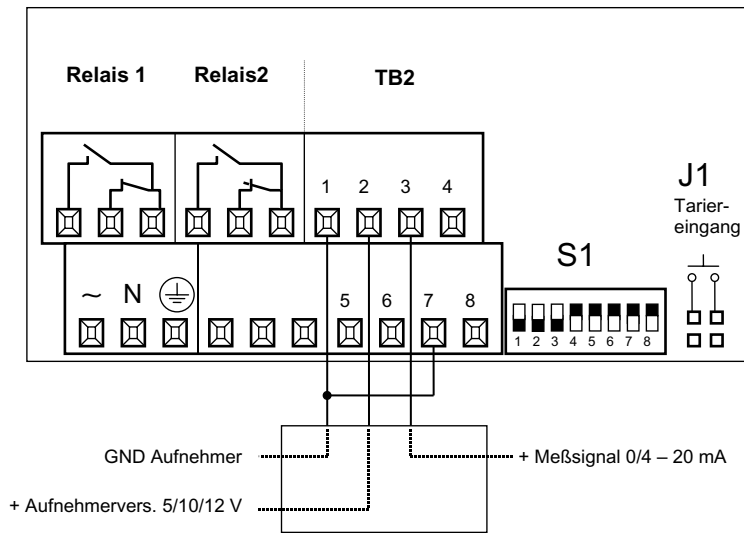 Relais 1 Relais2 TB2
1 2 3 4
J1
Tarier-
eingang
S1
~ N
5 6 7 8
1 2 3 4 5 6 7 8
GND Aufnehmer
+ Meßsignal 0/4 – 20 mA
+ Aufnehmervers. 5/10/12 V